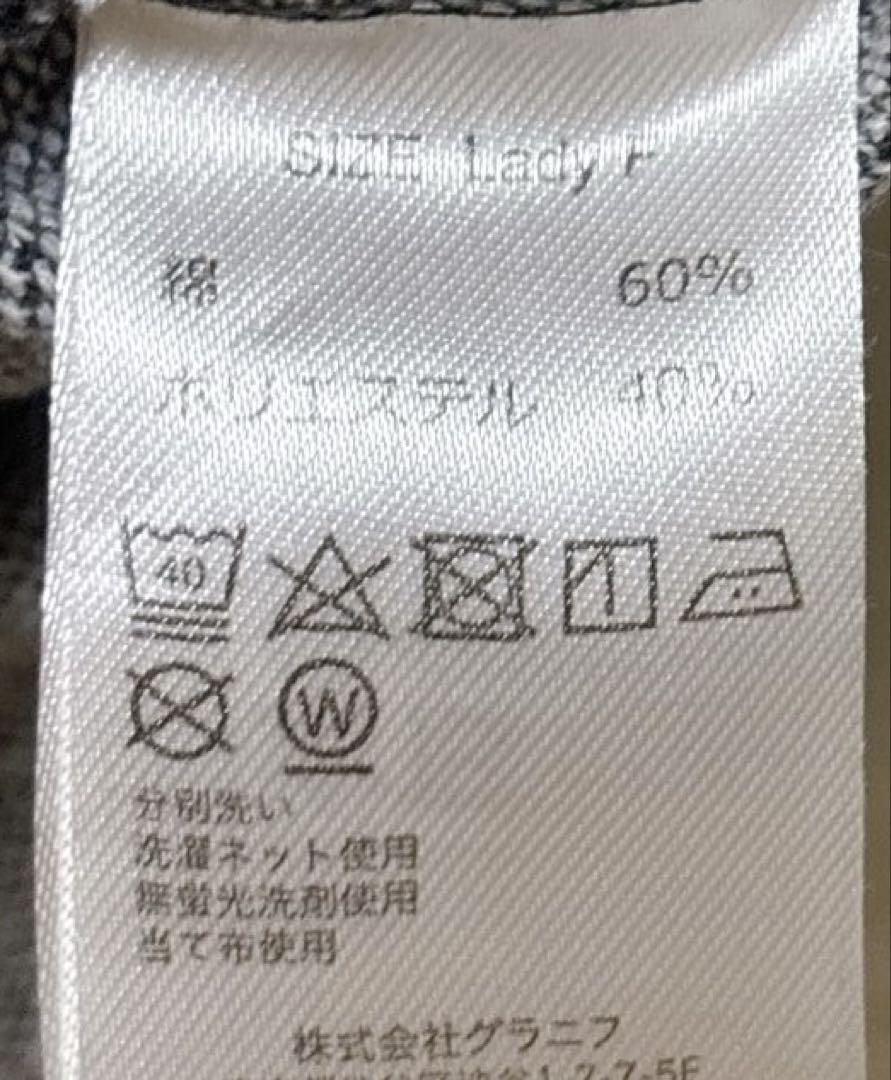 SIZE Lady F
綿 60%
ポリエステル 40%
40
W
分別洗い
洗濯ネット使用
無蛍光洗剤使用
当て布使用
株式会社グラニフ